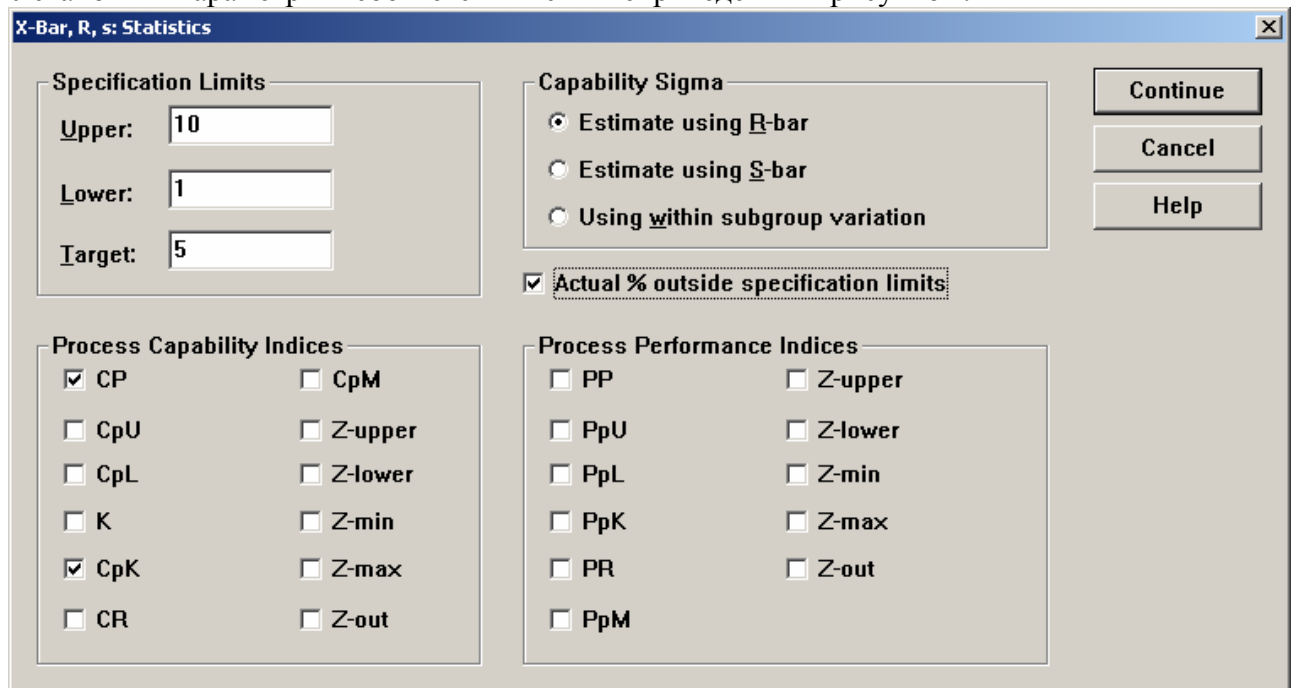 X-Bar, R, s: Statistics
Specification Limits
Upper: 10
Lower: 1
Target: 5
Capability Sigma
Estimate using R-bar
Estimate using S-bar
Using within subgroup variation
Actual % outside specification limits
Continue
Cancel
Help
Process Capability Indices
CP CpM
CpU Z-upper
CpL Z-lower
K Z-min
CpK Z-max
CR Z-out
Process Performance Indices
PP Z-upper
PpU Z-lower
PpL Z-min
PpK Z-max
PR Z-out
PpM